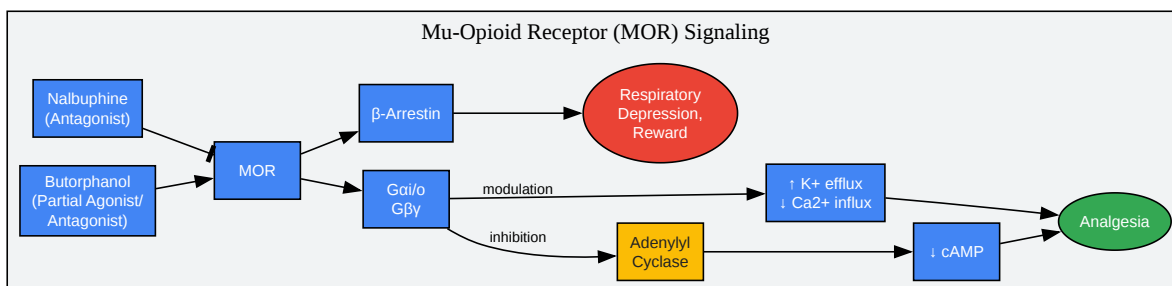 Mu-Opioid Receptor (MOR) Signaling
Nalbuphine
(Antagonist)
Butorphanol
(Partial Agonist/
Antagonist)
MOR
β-Arrestin
Gαi/o
Gβγ
Respiratory
Depression,
Reward
modulation
inhibition
Adenylyl
Cyclase
↑ K+ efflux
↓ Ca2+ influx
↓ cAMP
Analgesia